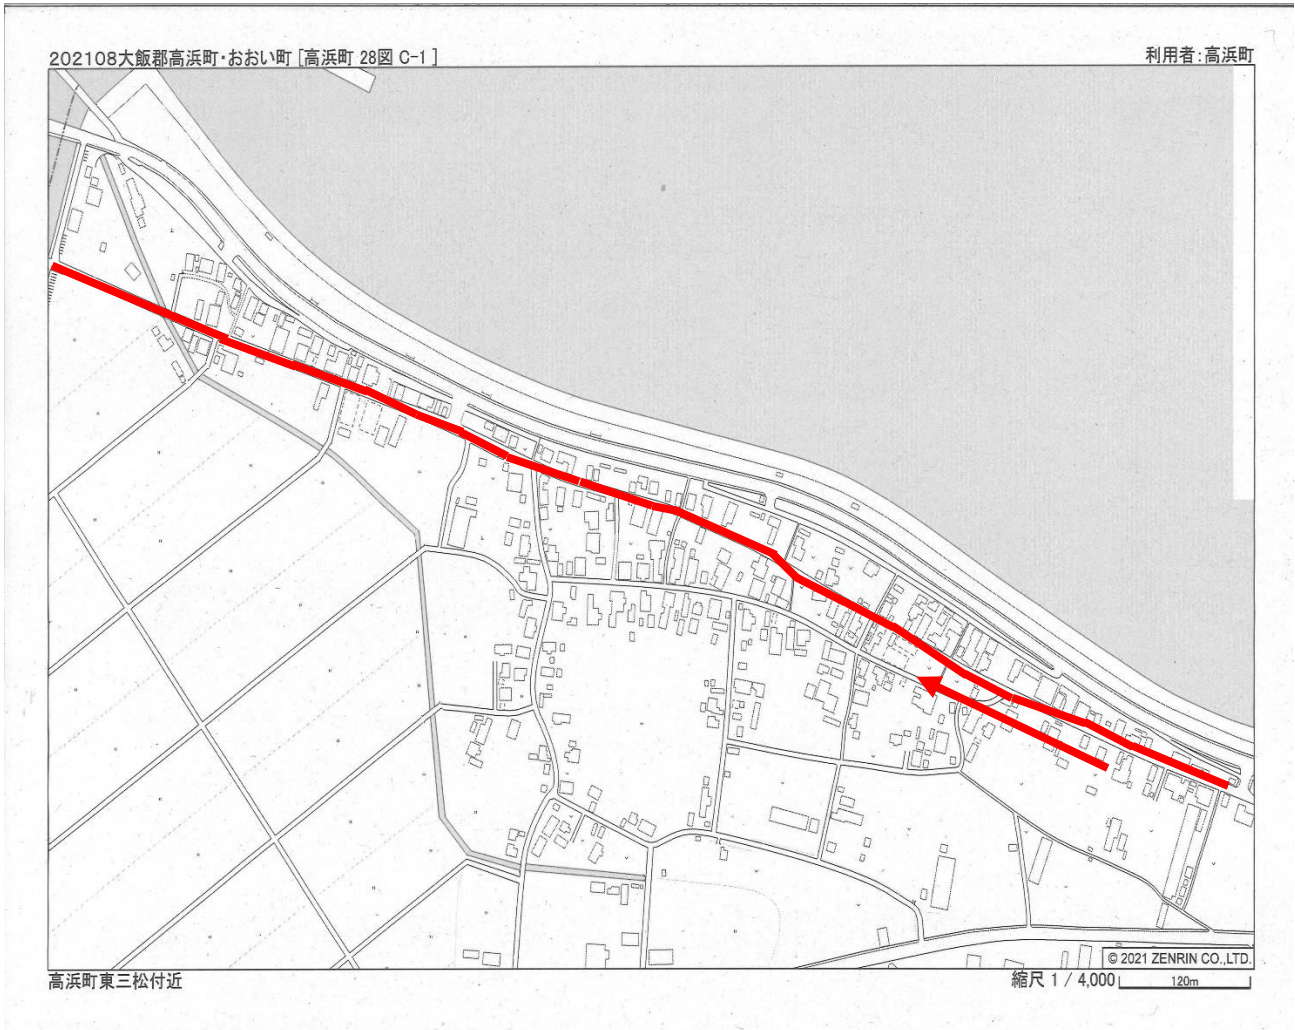 202108大飯郡高浜町・おおい町 [高浜町 28図 C-1]
利用者:高浜町
© 2021 ZENRIN CO.,LTD.
高浜町東三松付近
縮尺 1 / 4,000
120m